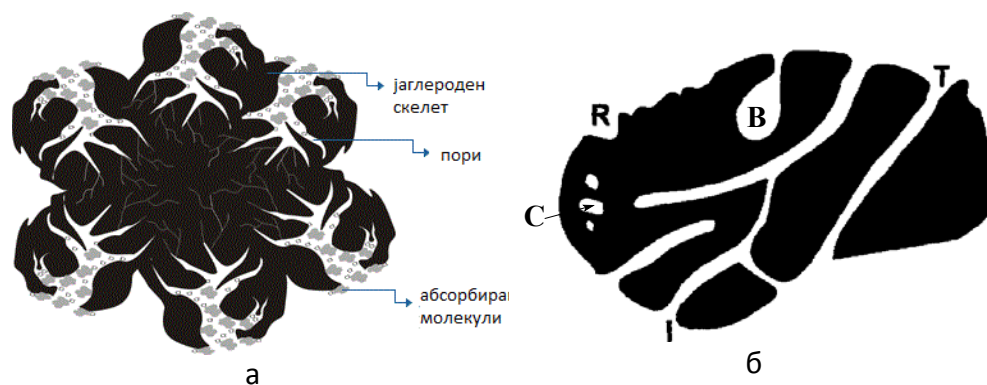 јаглероден
скелет
пори
абсорбира
молекули
а
R
B
T
C
I
б